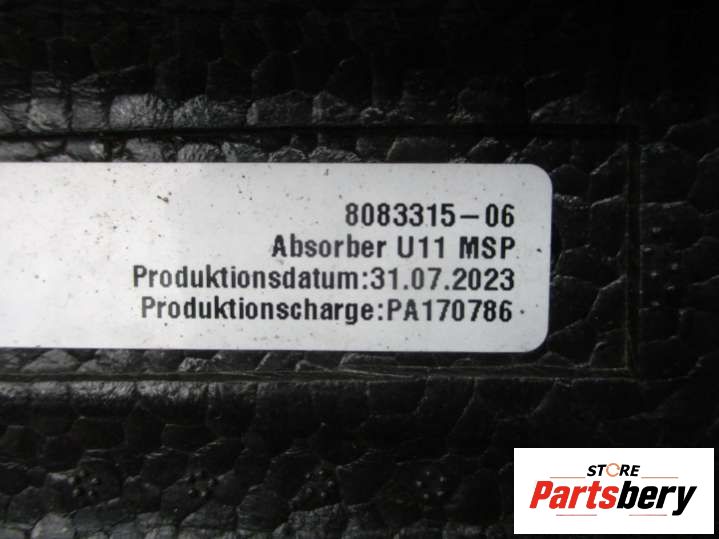 8083315-06
Absorber U11 MSP
Produktionsdatum:31.07.2023
Produktionscharge:PA170786
STORE
Partsbery